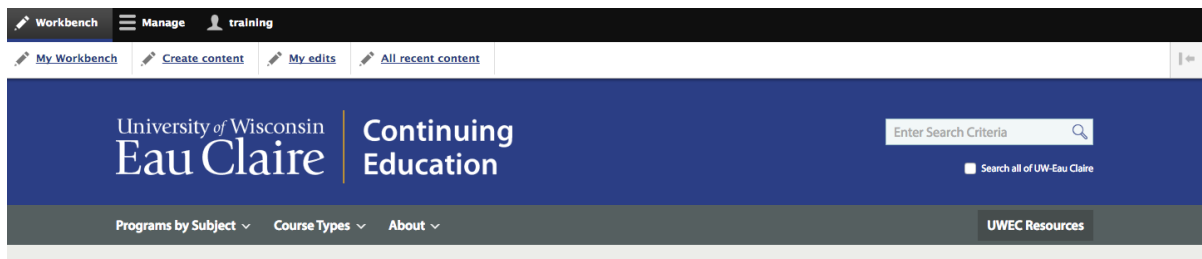 Workbench Manage training
My Workbench Create content My edits All recent content
University of Wisconsin
Eau Claire
Continuing
Education
Enter Search Criteria
Search all of UW-Eau Claire
Programs by Subject Course Types About UWEC Resources